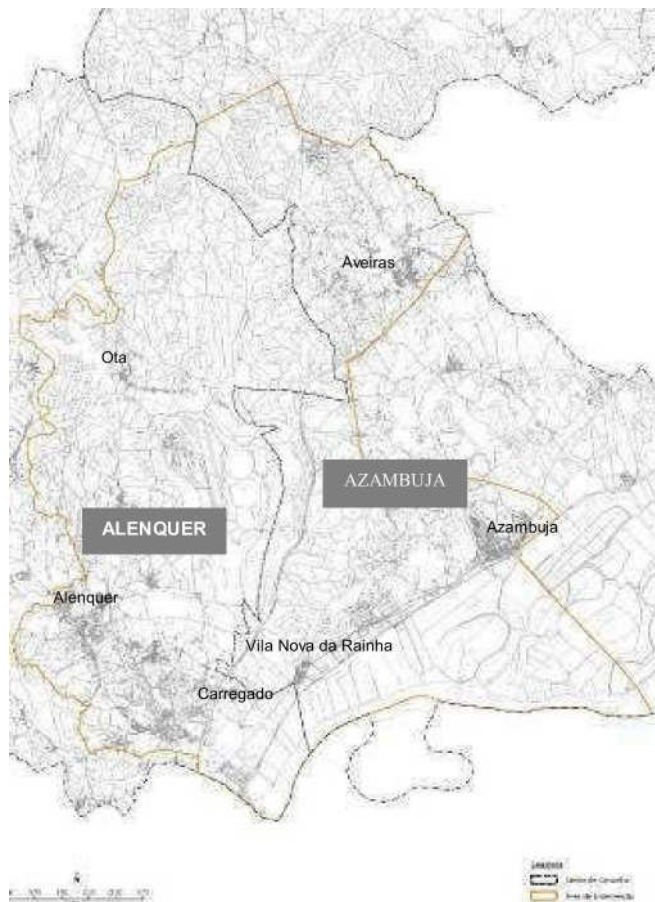 Aveiras
Ota
AZAMBUJA
ALENQUER
Azambuja
Alenquer
Vila Nova da Rainha
Carregado
N